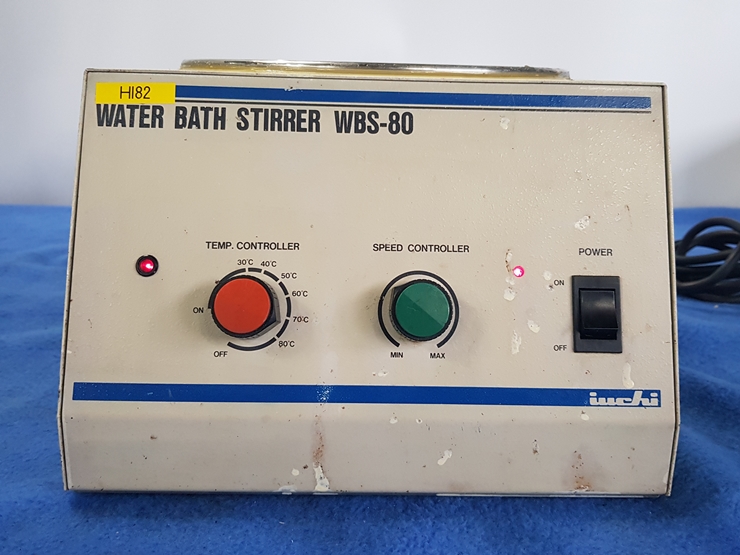 HI82
WATER BATH STIRRER WBS-80
TEMP. CONTROLLER
30°C 40°C
50°C
60°C
70°C
80°C
ON
OFF
SPEED CONTROLLER
MIN MAX
POWER
ON
OFF
iuchi